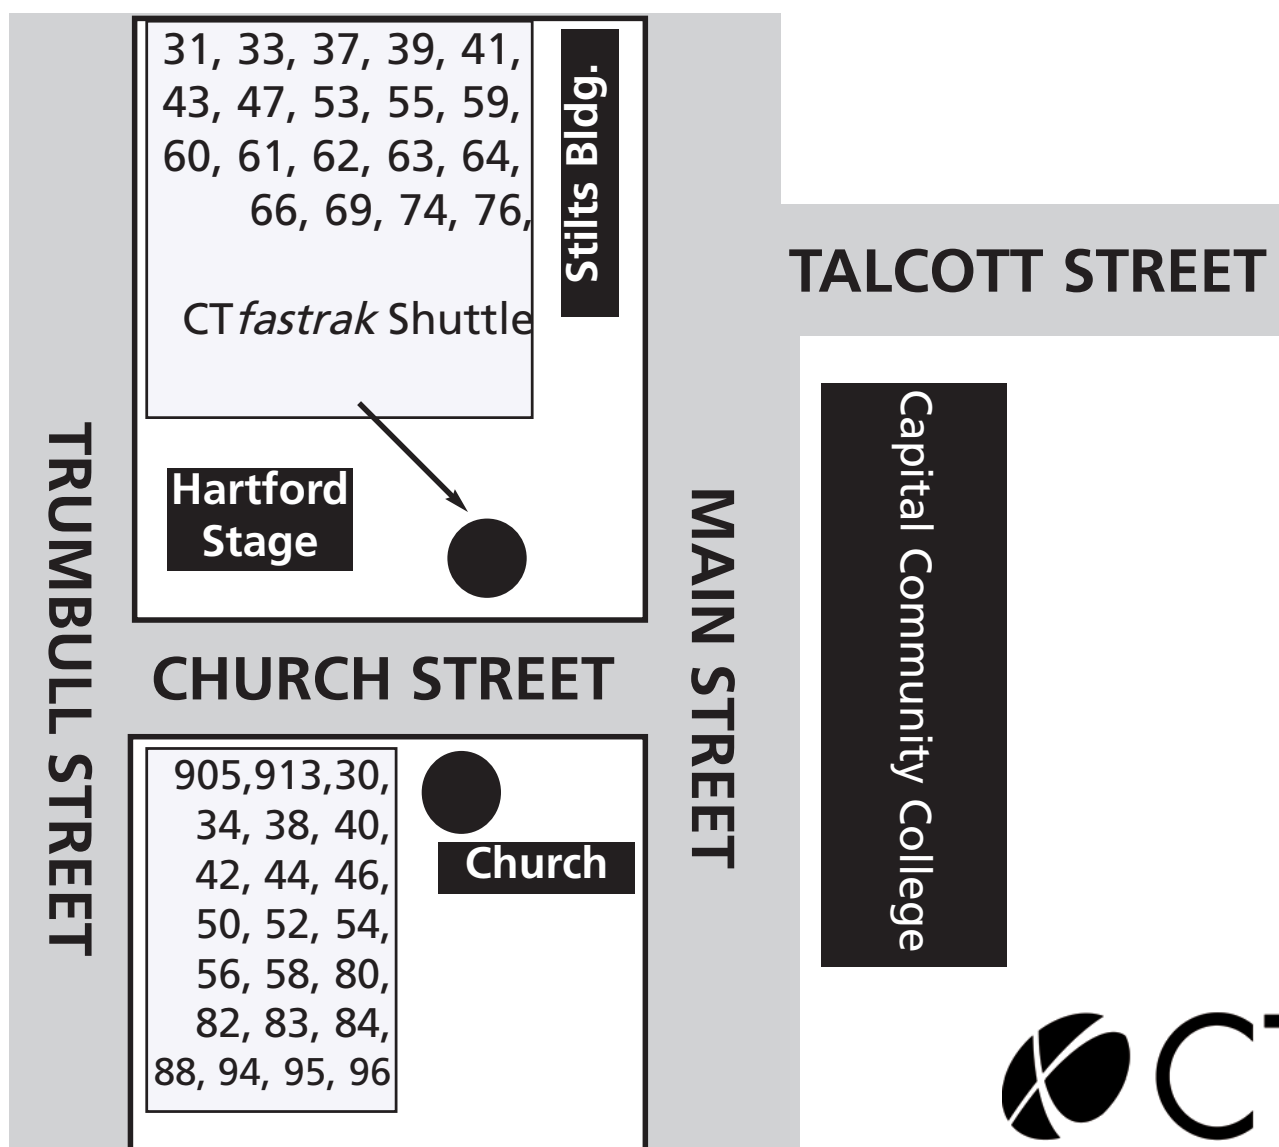 31, 33, 37, 39, 41,
43, 47, 53, 55, 59,
60, 61, 62, 63, 64,
66, 69, 74, 76,
CTfastrak Shuttle
Stilts Bldg.
TALCOTT STREET
Hartford
Stage
TRUMBULL STREET
MAIN STREET
Capital Community College
CHURCH STREET
905,913,30,
34, 38, 40,
42, 44, 46,
50, 52, 54,
56, 58, 80,
82, 83, 84,
88, 94, 95, 96
Church
CT